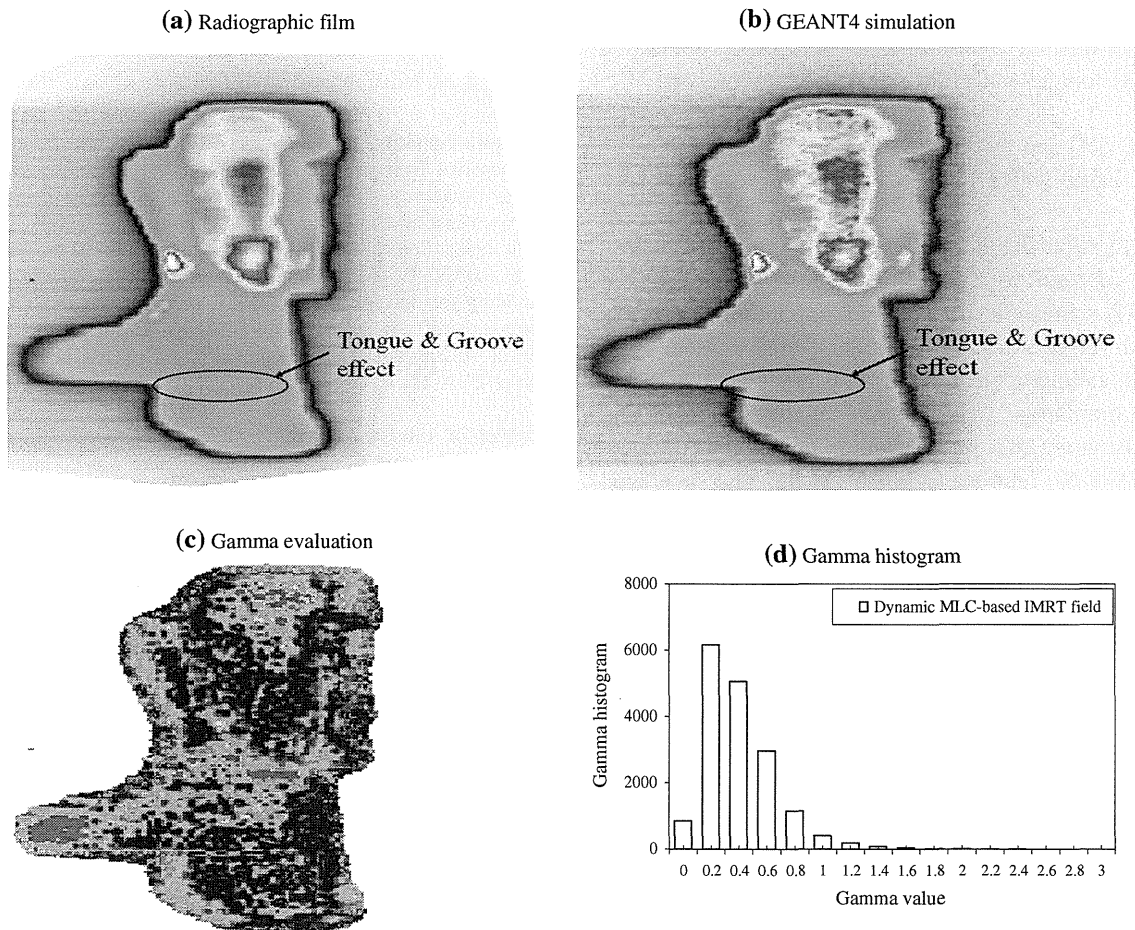 (a) Radiographic film
(b) GEANT4 simulation
Tongue & Groove
effect
Tongue & Groove
effect
(c) Gamma evaluation
(d) Gamma histogram
8000
6000
4000
2000
0
Gamma histogram
Dynamic MLC-based IMRT field
0 0.2 0.4 0.6 0.8 1 1.2 1.4 1.6 1.8 2 2.2 2.4 2.6 2.8 3
Gamma value